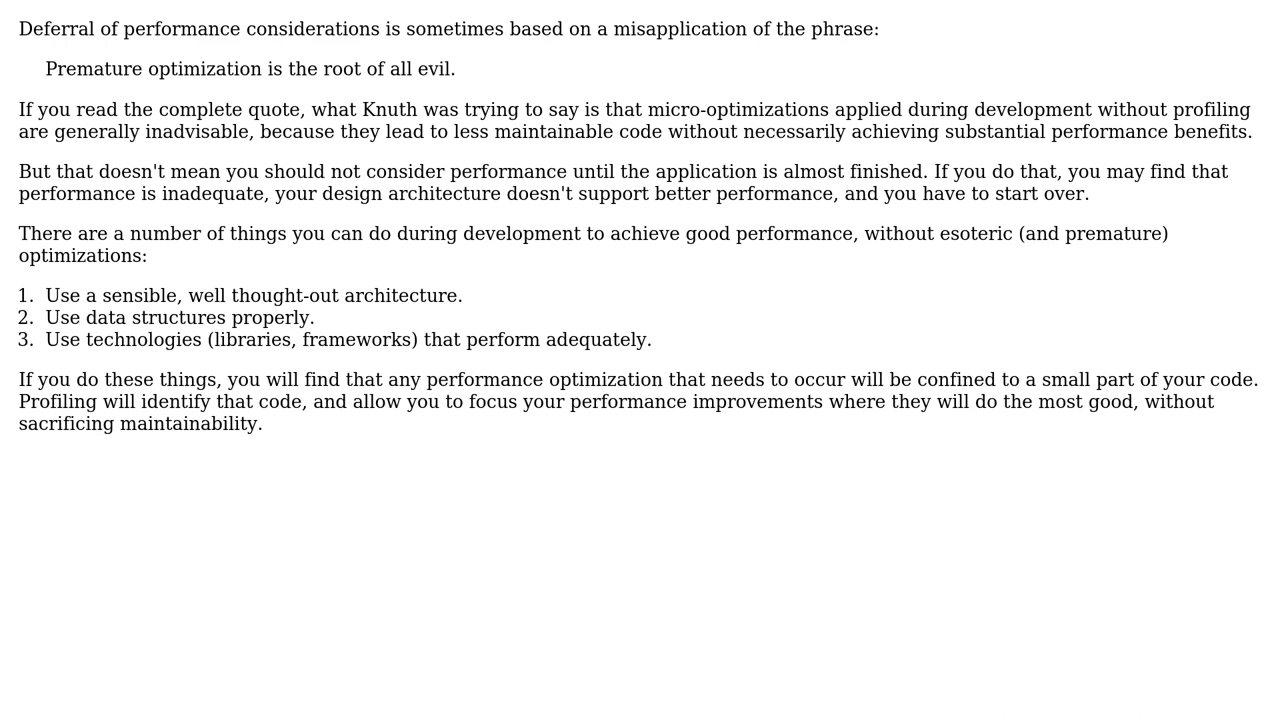 Deferral of performance considerations is sometimes based on a misapplication of the phrase:
Premature optimization is the root of all evil.
If you read the complete quote, what Knuth was trying to say is that micro-optimizations applied during development without profiling
are generally inadvisable, because they lead to less maintainable code without necessarily achieving substantial performance benefits.
But that doesn't mean you should not consider performance until the application is almost finished. If you do that, you may find that
performance is inadequate, your design architecture doesn't support better performance, and you have to start over.
There are a number of things you can do during development to achieve good performance, without esoteric (and premature)
optimizations:
1. Use a sensible, well thought-out architecture.
2. Use data structures properly.
3. Use technologies (libraries, frameworks) that perform adequately.
If you do these things, you will find that any performance optimization that needs to occur will be confined to a small part of your code.
Profiling will identify that code, and allow you to focus your performance improvements where they will do the most good, without
sacrificing maintainability.